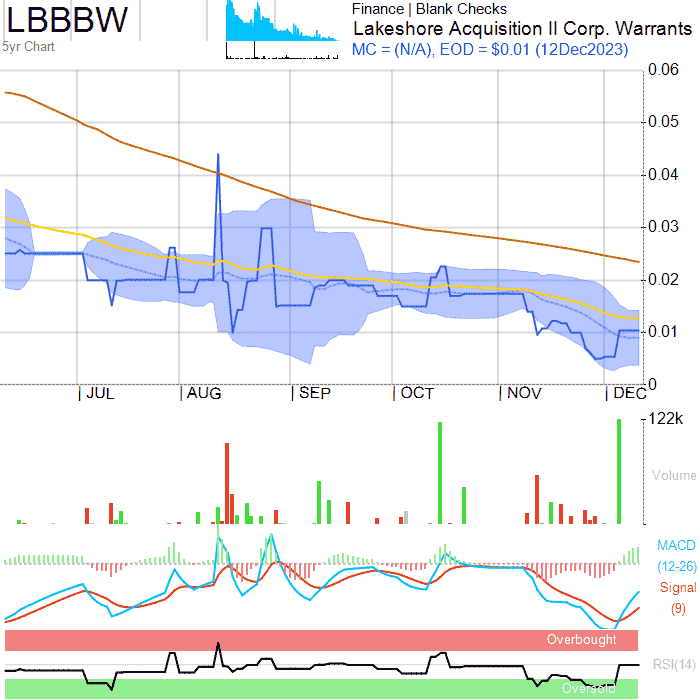 LBBBW
5yr Chart
Finance | Blank Checks
Lakeshore Acquisition II Corp. Warrants
MC = (N/A), EOD = $0.01 (12Dec2023)
0.06
0.05
0.04
0.03
0.02
0.01
0
JUL AUG SEP OCT NOV DEC
122k
Volume
MACD
(12-26)
Signal
(9)
Overbought
RSI(14)
Oversold